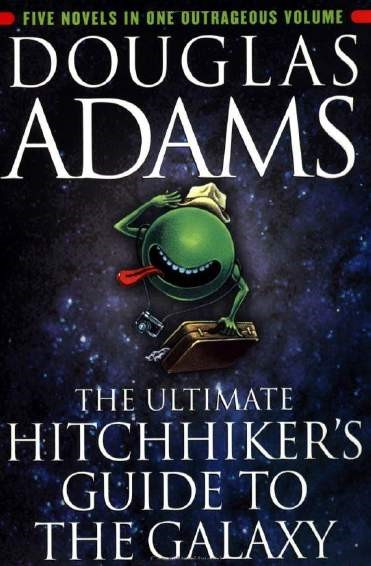 FIVE NOVELS IN ONE OUTRAGEOUS VOLUME
DOUGLAS
ADAMS
THE ULTIMATE
HITCHHIKER'S
GUIDE TO
THE GALAXY